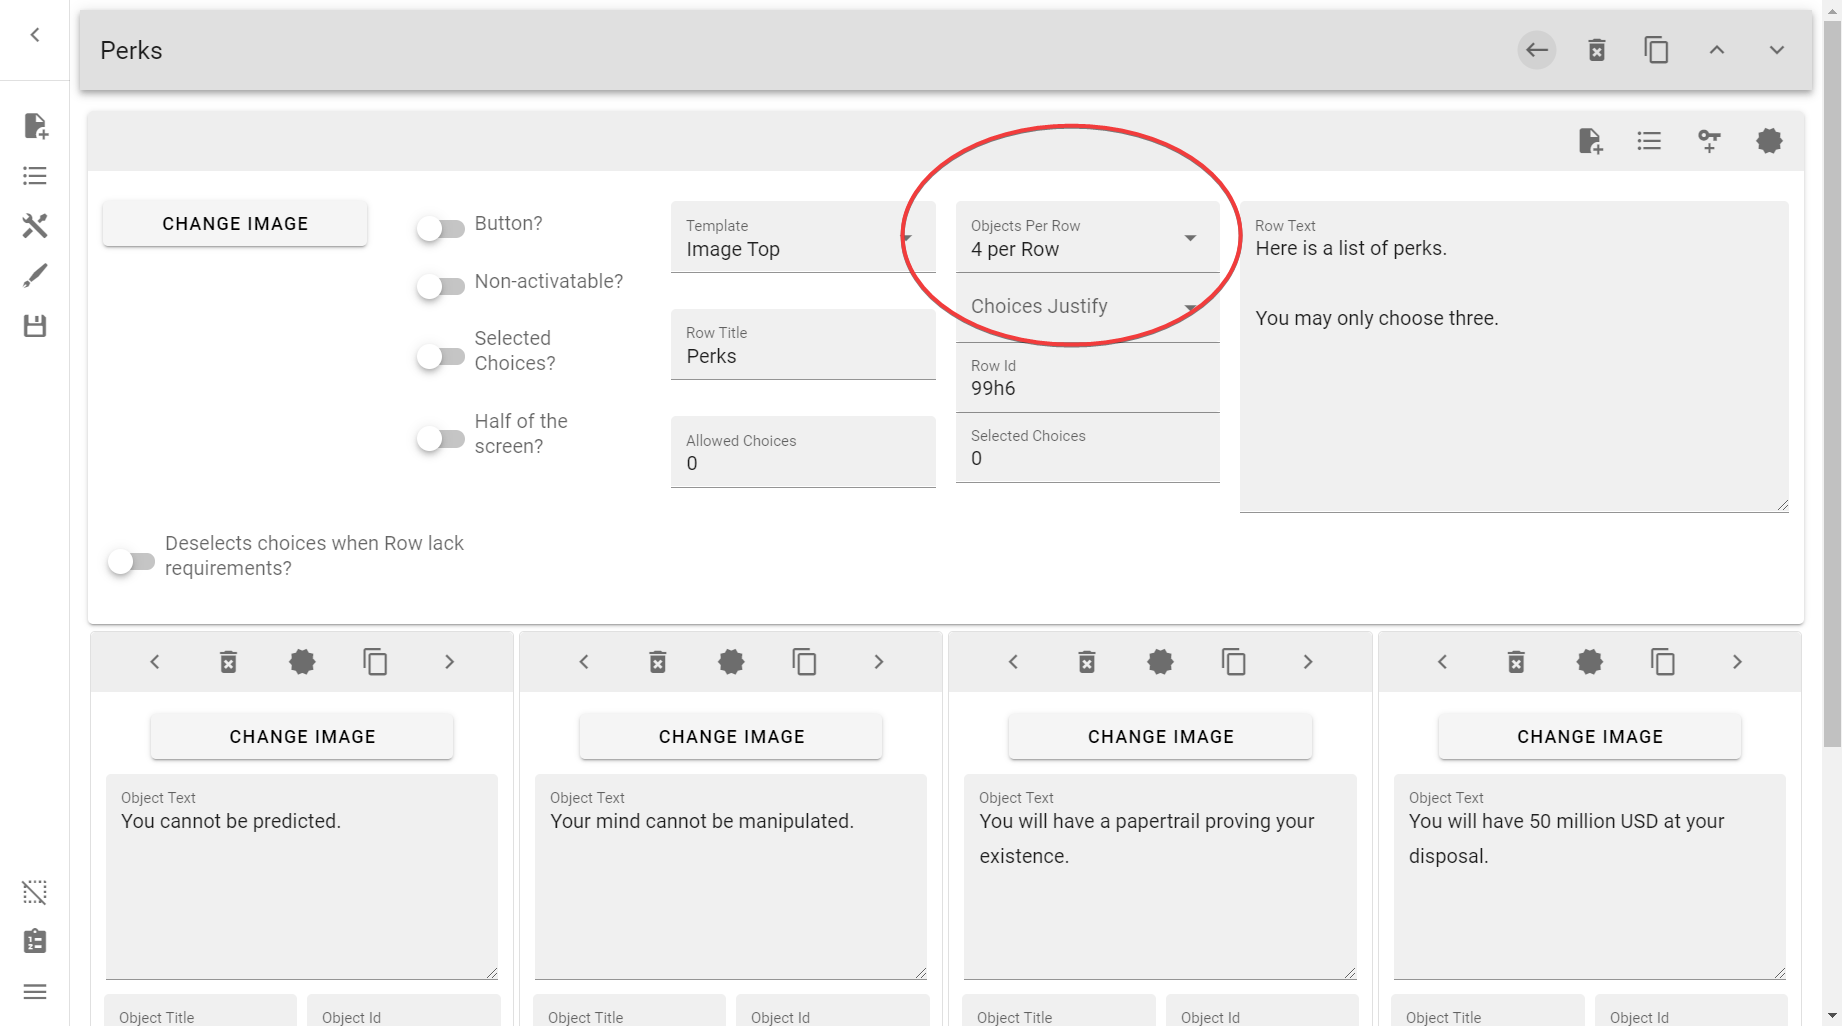 Perks
CHANGE IMAGE
Button?
Non-activatable?
Selected
Choices?
Half of the
screen?
Deselects choices when Row lack
requirements?
Template
Image Top
Row Title
Perks
Allowed Choices
0
Objects Per Row
4 per Row
Choices Justify
Row Id
99h6
Selected Choices
0
Row Text
Here is a list of perks.
You may only choose three.
CHANGE IMAGE
Object Text
You cannot be predicted.
Object Title
Object Id
CHANGE IMAGE
Object Text
Your mind cannot be manipulated.
Object Title
Object Id
CHANGE IMAGE
Object Text
You will have a papertrail proving your
existence.
Object Title
Object Id
CHANGE IMAGE
Object Text
You will have 50 million USD at your
disposal.
Object Title
Object Id